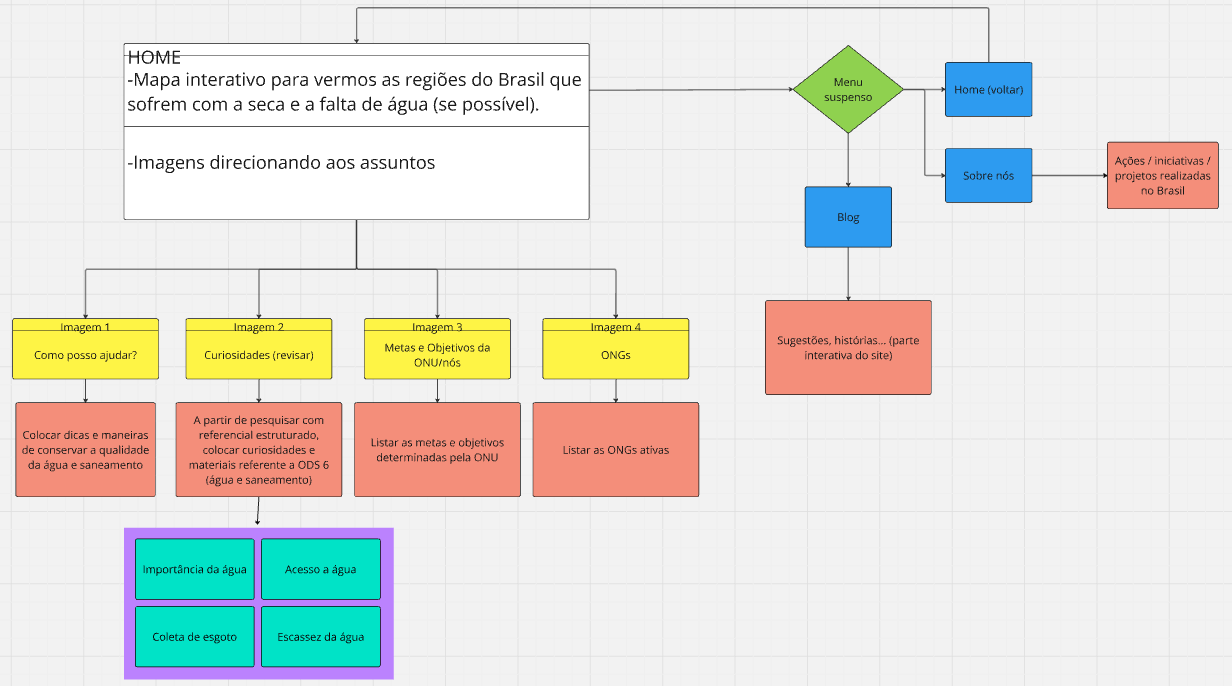 HOME
-Mapa interativo para vermos as regiões do Brasil que
sofrem com a seca e a falta de água (se possível).
-Imagens direcionando aos assuntos
Menu
suspenso
Home (voltar)
Sobre nós
Ações / iniciativas /
projetos realizadas
no Brasil
Blog
Sugestões, histórias... (parte
interativa do site)
Imagem 1
Como posso ajudar?
Imagem 2
Curiosidades (revisar)
Imagem 3
Metas e Objetivos da
ONU/nós
Imagem 4
ONGs
Colocar dicas e maneiras
de conservar a qualidade
da água e saneamento
A partir de pesquisar com
referencial estruturado,
colocar curiosidades e
materiais referente a ODS 6
(água e saneamento)
Listar as metas e objetivos
determinadas pela ONU
Listar as ONGs ativas
Importância da água
Acesso a água
Coleta de esgoto
Escassez da água